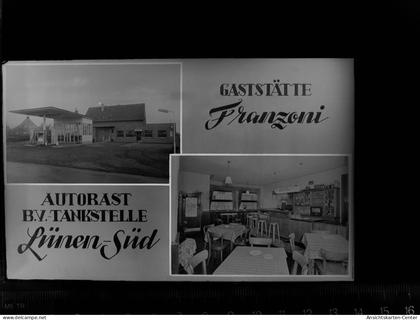 GASTSTÄTTE
Franzoni
AUTORAST
B.V.-TANKSTELLE
Lünen-Süd
Ansichtskarten-Center